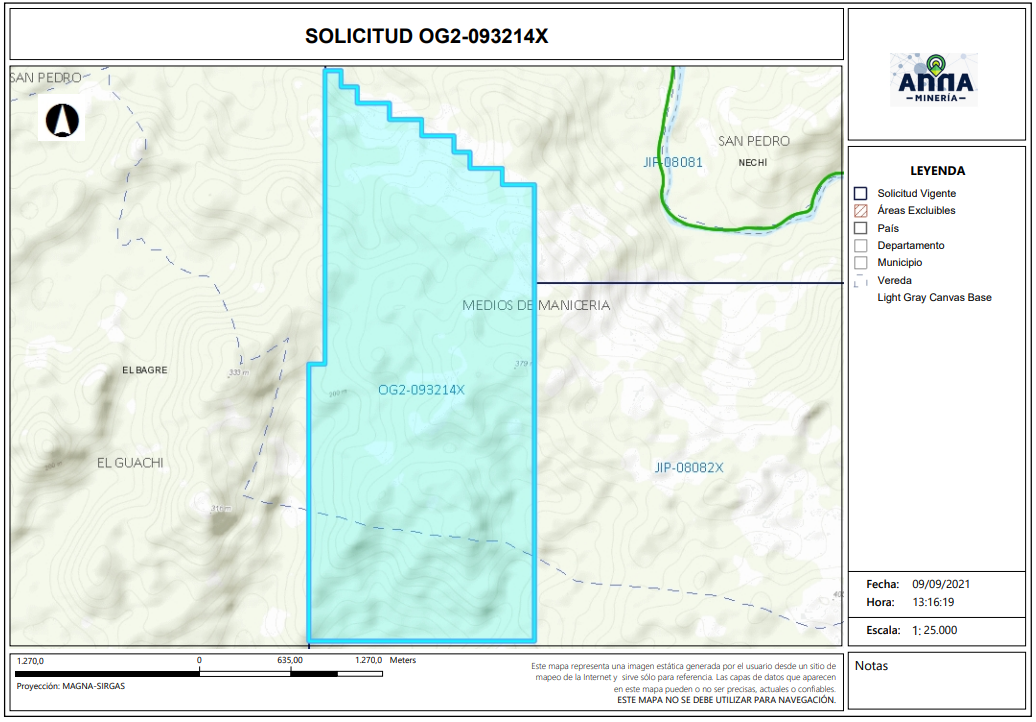 SOLICITUD OG2-093214X
ANNA
MINERÍA
SAN PEDRO
SAN PEDRO
JIP-08081
NECHÍ
MEDIOS DE MANICERIA
EL BAGRE
333 m
379 m
OG2-093214X
EL GUACHI
JIP-08082X
316 m
LEYENDA
Solicitud Vigente
Áreas Excluibles
País
Departamento
Municipio
Vereda
Light Gray Canvas Base
Fecha: 09/09/2021
Hora: 13:16:19
Escala: 1: 25.000
Notas
1.270,0 0 635,00 1.270,0 Meters
Proyección: MAGNA-SIRGAS
Este mapa representa una imagen estática generada por el usuario desde un sitio de
mapeo de la Internet y sirve sólo para referencia. Las capas de datos que aparecen
en este mapa pueden o no ser precisas, actuales o confiables.
ESTE MAPA NO SE DEBE UTILIZAR PARA NAVEGACIÓN.